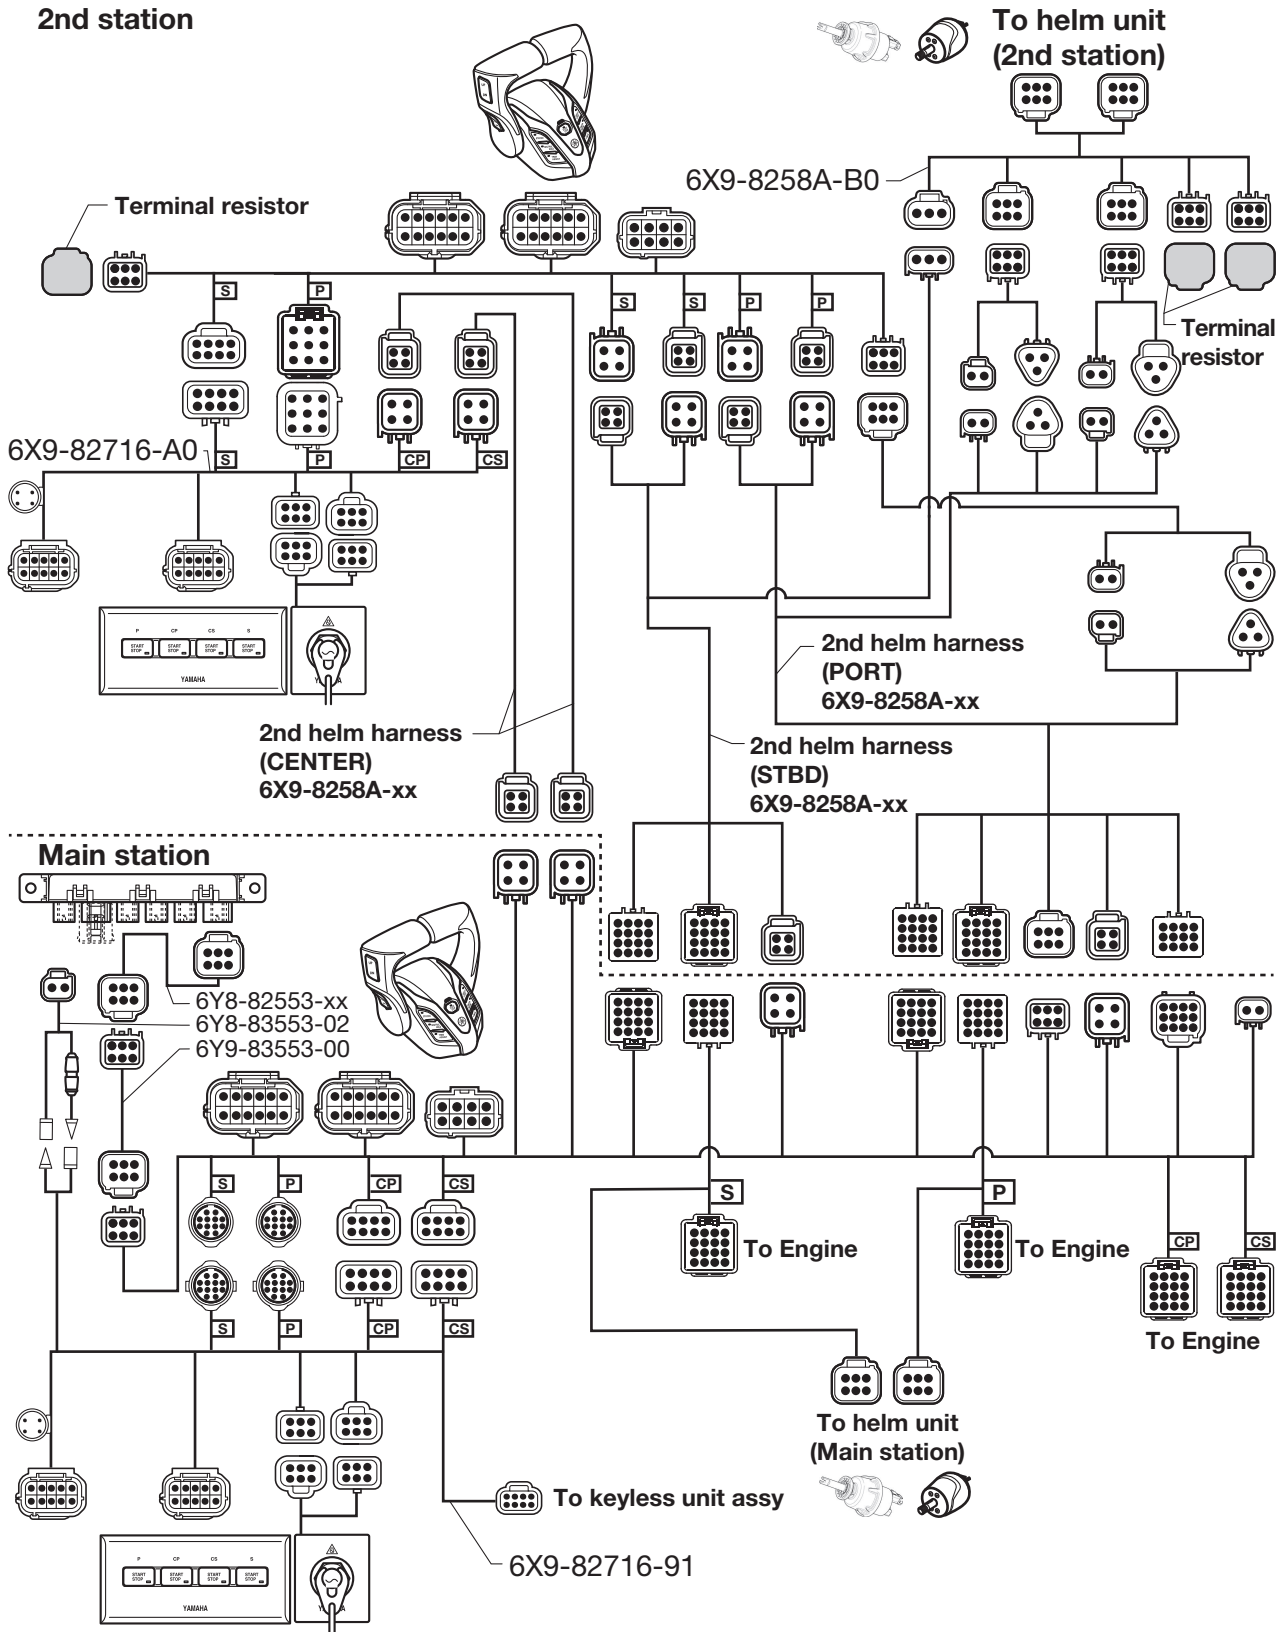 2nd station
To helm unit
(2nd station)
6X9-8258A-B0
Terminal resistor
S
P
S
S
P
P
Terminal
resistor
6X9-82716-A0
S
P
CP
CS
P
CP
CS
S
START
STOP
START
STOP
START
STOP
START
STOP
YAMAHA
2nd helm harness
(PORT)
6X9-8258A-xx
2nd helm harness
(CENTER)
6X9-8258A-xx
2nd helm harness
(STBD)
6X9-8258A-xx
Main station
6Y8-82553-xx
6Y8-83553-02
6Y9-83553-00
S
P
CP
CS
S
P
To Engine
To Engine
CP
CS
To Engine
S
P
CP
CS
To helm unit
(Main station)
To keyless unit assy
6X9-82716-91
P
CP
CS
S
START
STOP
START
STOP
START
STOP
START
STOP
YAMAHA